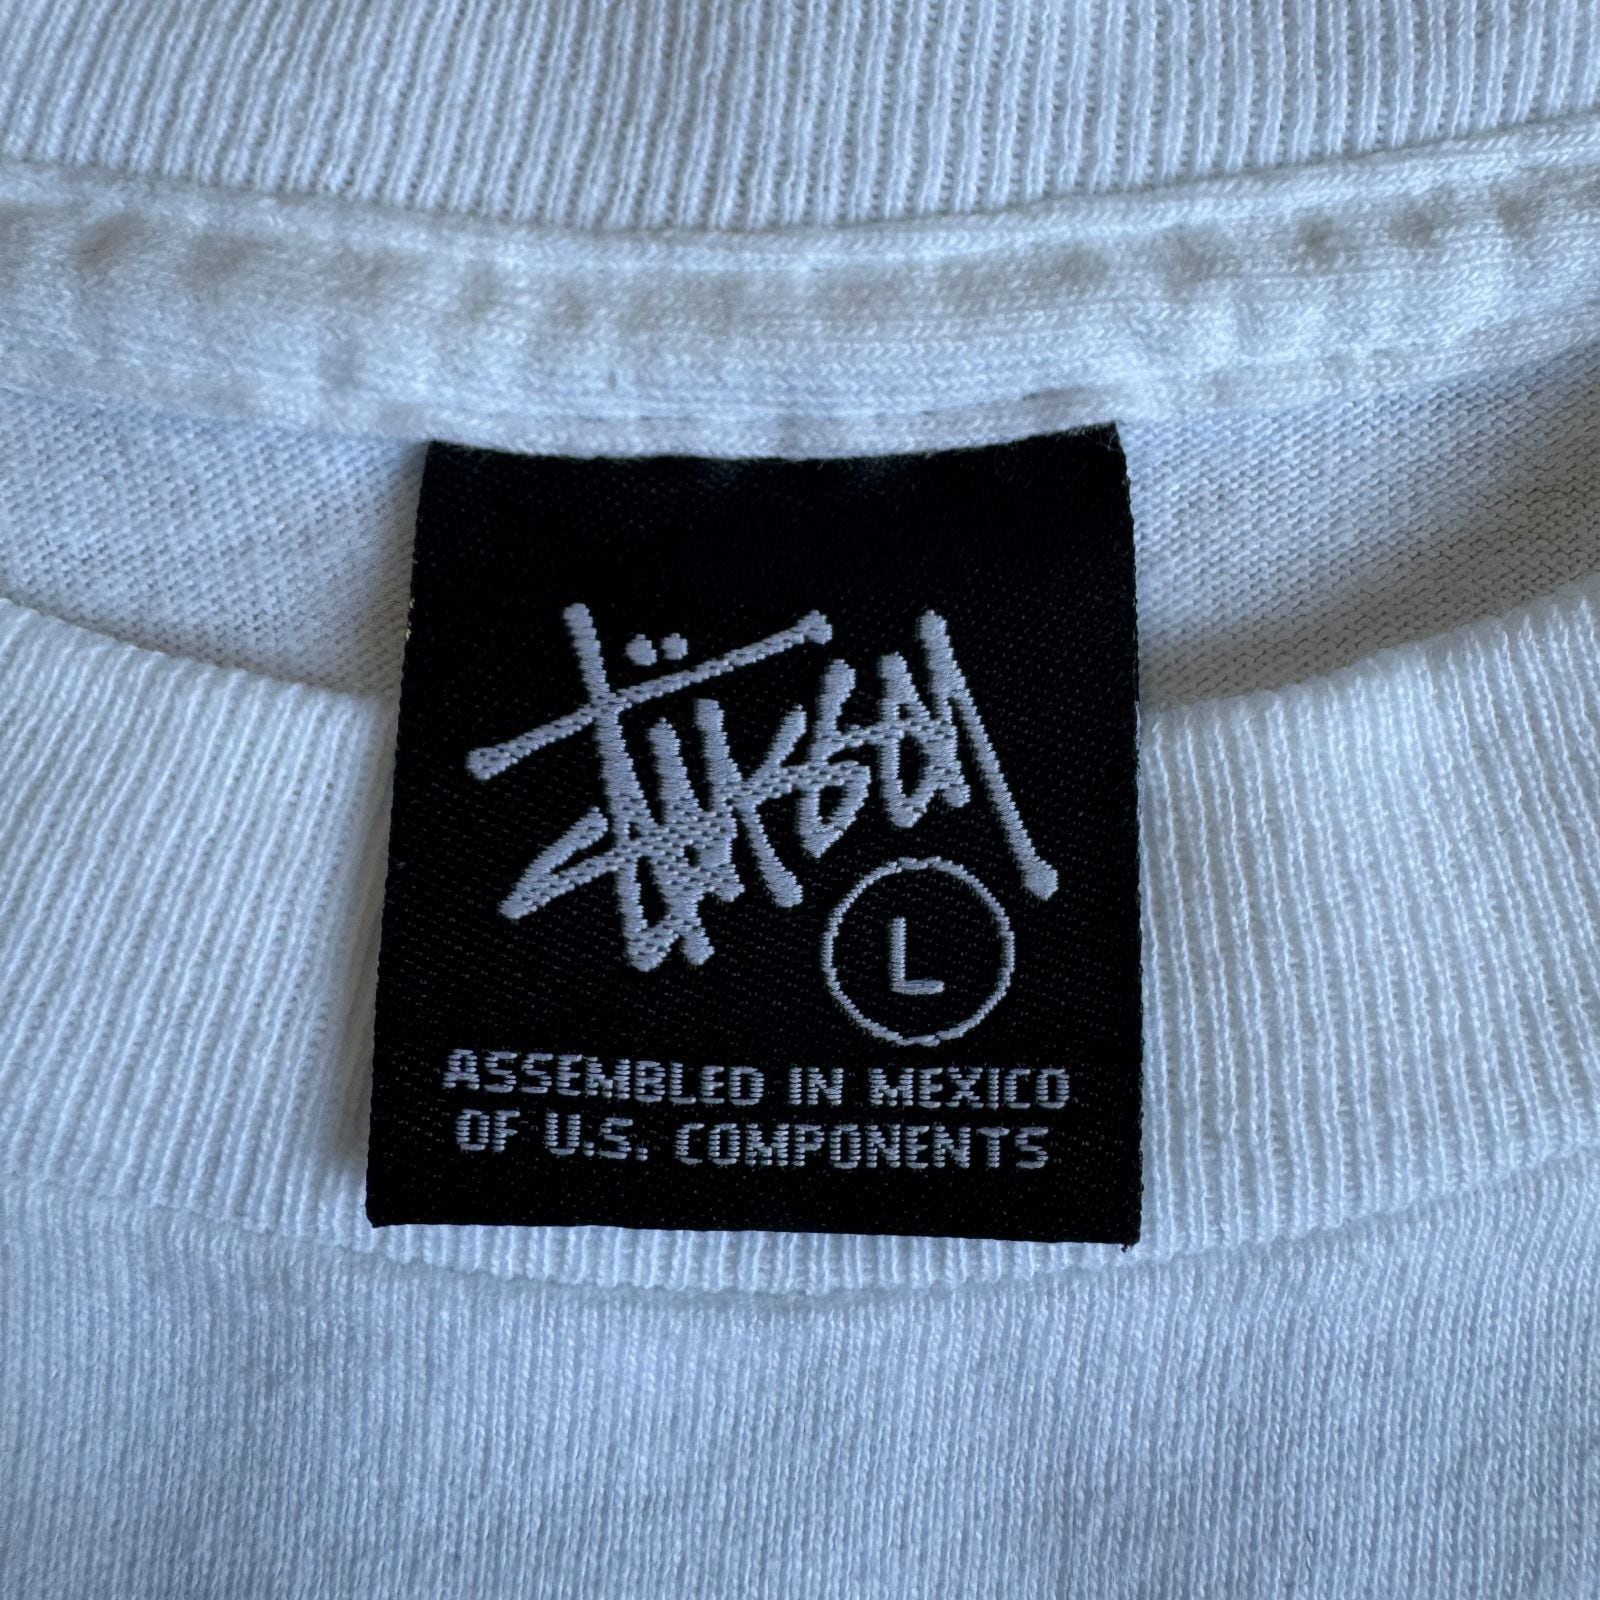 Stüssy
L
ASSEMBLED IN MEXICO
OF U.S. COMPONENTS